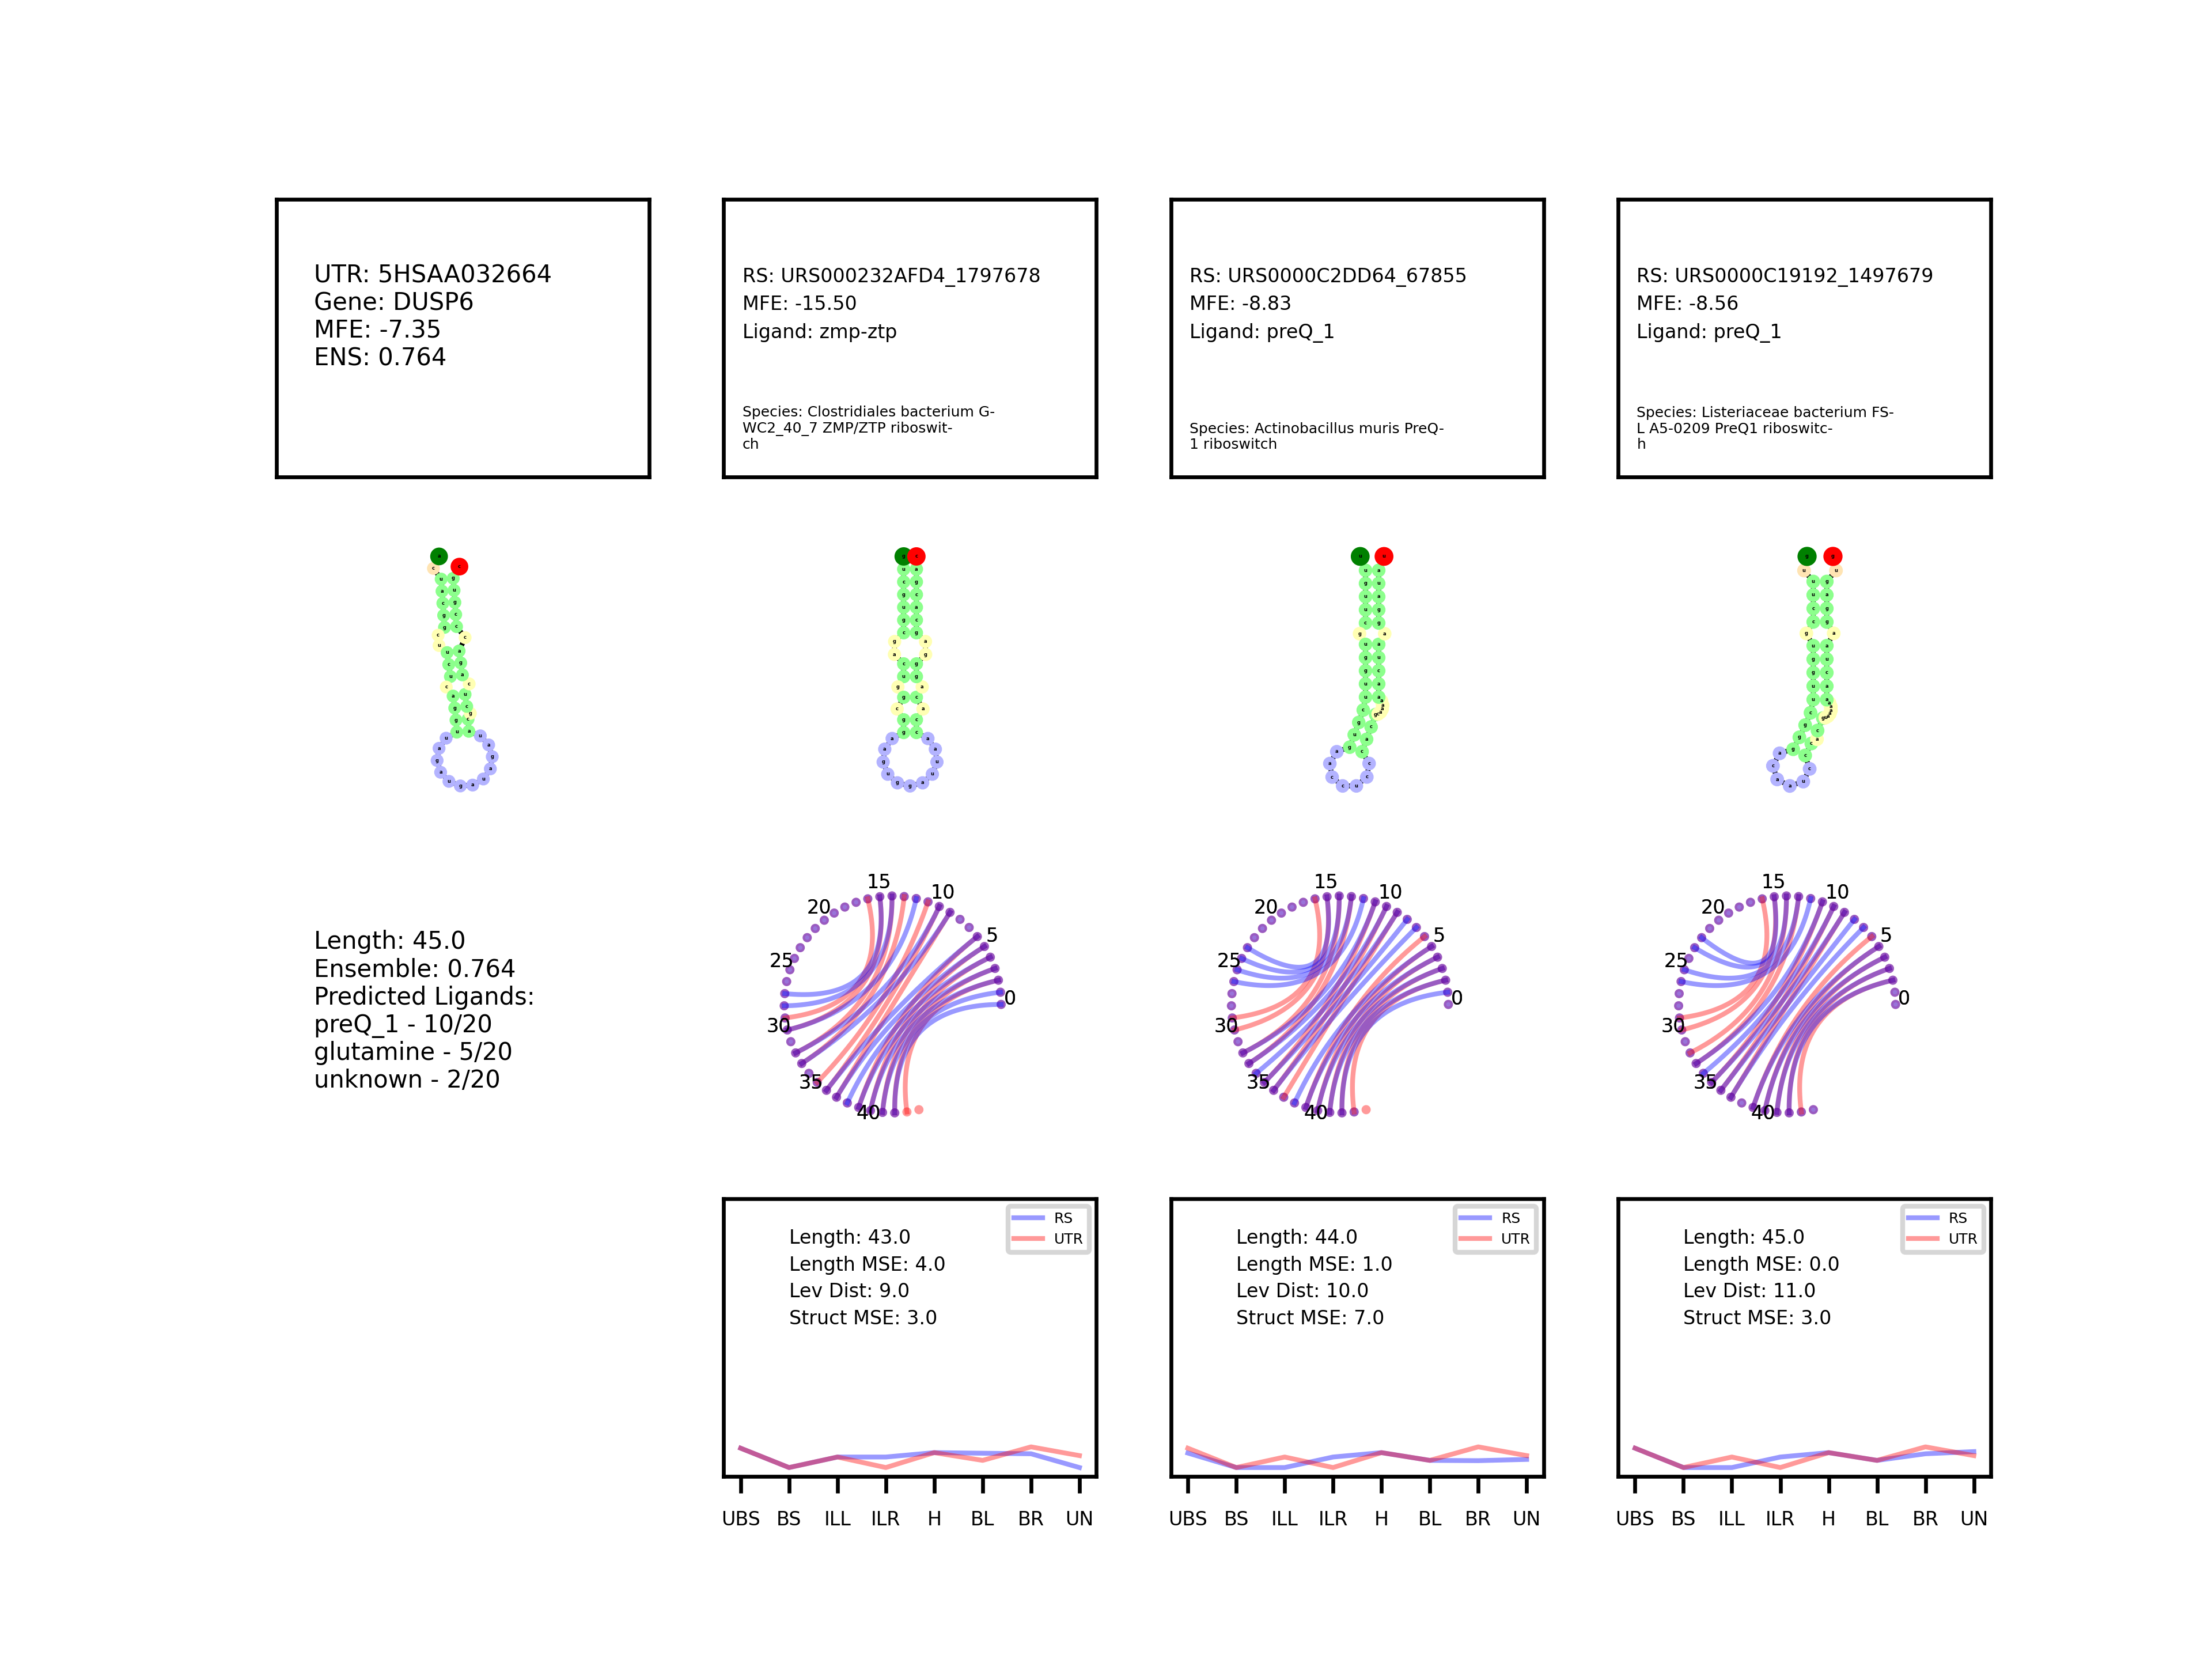 UTR: 5HSAA032664
Gene: DUSP6
MFE: -7.35
ENS: 0.764
RS: URS000232AFD4_1797678
MFE: -15.50
Ligand: zmp-ztp
Species: Clostridiales bacterium G-
WC2_40_7 ZMP/ZTP riboswit-
ch
RS: URS0000C2DD64_67855
MFE: -8.83
Ligand: preQ_1
Species: Actinobacillus muris PreQ-
1 riboswitch
RS: URS0000C19192_1497679
MFE: -8.56
Ligand: preQ_1
Species: Listeriaceae bacterium FS-
L A5-0209 PreQ1 riboswitc-
h
Length: 45.0
Ensemble: 0.764
Predicted Ligands:
preQ_1 - 10/20
glutamine - 5/20
unknown - 2/20
0
5
10
15
20
25
30
35
40
0
5
10
15
20
25
30
35
40
0
5
10
15
20
25
30
35
40
RS
UTR
Length: 43.0
Length MSE: 4.0
Lev Dist: 9.0
Struct MSE: 3.0
UBS BS ILL ILR H BL BR UN
RS
UTR
Length: 44.0
Length MSE: 1.0
Lev Dist: 10.0
Struct MSE: 7.0
UBS BS ILL ILR H BL BR UN
RS
UTR
Length: 45.0
Length MSE: 0.0
Lev Dist: 11.0
Struct MSE: 3.0
UBS BS ILL ILR H BL BR UN